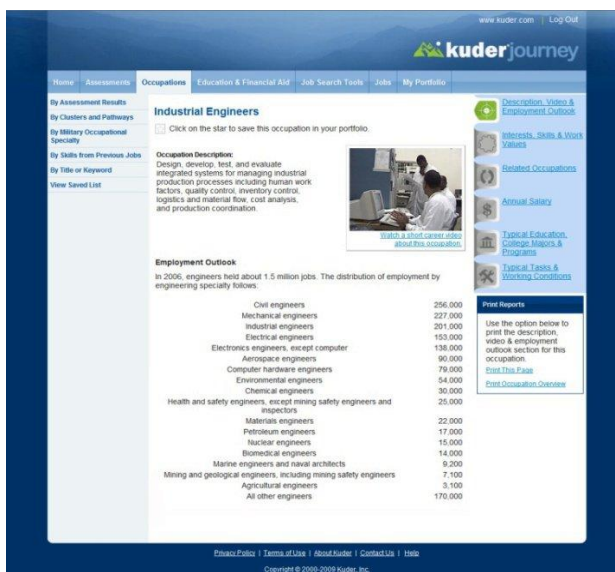 www.kuder.com | Log Out
kuder journey
Home Assessments Occupations Education & Financial Aid Job Search Tools Jobs My Portfolio
By Assessment Results
By Clusters and Pathways
By Military Occupational
Specialty
By Skills from Previous Jobs
By Title or Keyword
View Saved List
Industrial Engineers
Click on the star to save this occupation in your portfolio.
Occupation Description:
Design, develop, test, and evaluate
integrated systems for managing industrial
production processes including human work
factors, quality control, inventory control,
logistics and material flow, cost analysis,
and production coordination.
Watch a short career video
about this occupation.
Employment Outlook
In 2006, engineers held about 1.5 million jobs. The distribution of employment by
engineering specialty follows:
Civil engineers 256,000
Mechanical engineers 227,000
Industrial engineers 201,000
Electrical engineers 153,000
Electronics engineers, except computer 138,000
Aerospace engineers 90,000
Computer hardware engineers 79,000
Environmental engineers 54,000
Chemical engineers 30,000
Health and safety engineers, except mining safety engineers and 25,000
inspectors
Materials engineers 22,000
Petroleum engineers 17,000
Nuclear engineers 15,000
Biomedical engineers 14,000
Marine engineers and naval architects 9,200
Mining and geological engineers, including mining safety engineers 7,100
Agricultural engineers 3,100
All other engineers 170,000
Description, Video &
Employment Outlook
Interests, Skills & Work
Values
Related Occupations
Annual Salary
Typical Education,
College Majors &
Programs
Typical Tasks &
Working Conditions
Print Reports
Use the option below to
print the description,
video & employment
outlook section for this
occupation.
Print This Page
Print Occupation Overview
Privacy Policy | Terms of Use | About Kuder | Contact Us | Help
Copyright © 2000-2009 Kuder, Inc.